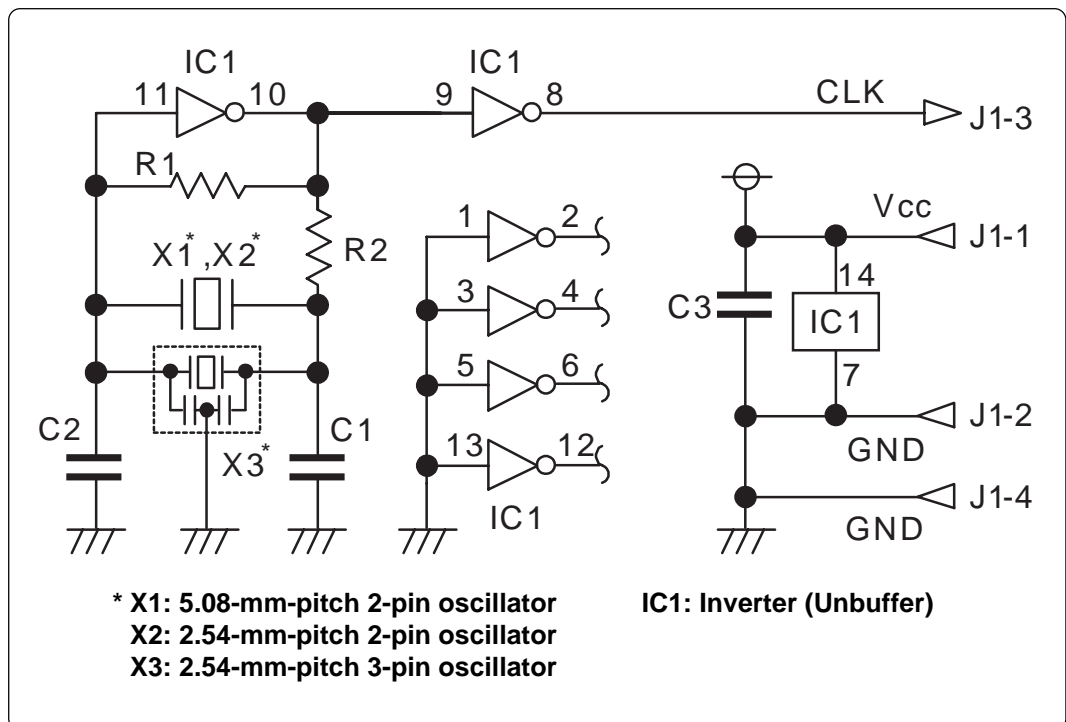 IC1 IC1
11 10 9 8 CLK J1-3
R1
1 2 Vcc J1-1
X1*,X2* R2
14
3 4 C3 IC1
5 6 7
C2 C1 J1-2
X3* 13 12 GND
IC1 J1-4
GND
* X1: 5.08-mm-pitch 2-pin oscillator IC1: Inverter (Unbuffer)
X2: 2.54-mm-pitch 2-pin oscillator
X3: 2.54-mm-pitch 3-pin oscillator